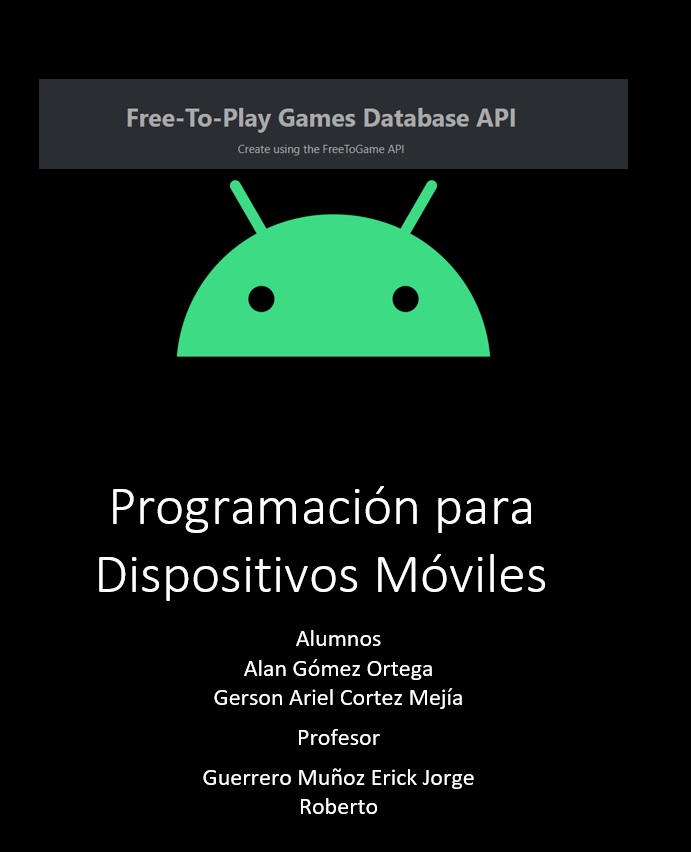 Free-To-Play Games Database API
Create using the FreeToGame API
Programación para
Dispositivos Móviles
Alumnos
Alan Gómez Ortega
Gerson Ariel Cortez Mejía
Profesor
Guerrero Muñoz Erick Jorge
Roberto